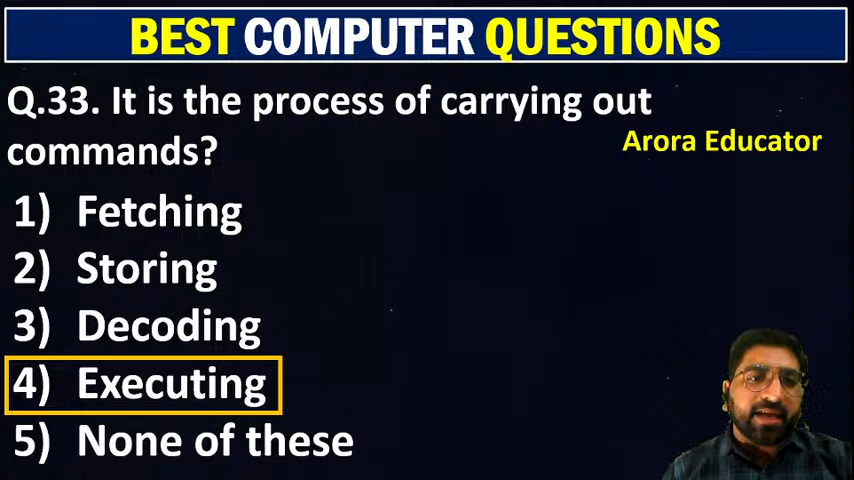 BEST COMPUTER QUESTIONS
Q.33. It is the process of carrying out
commands?
Arora Educator
1) Fetching
2) Storing
3) Decoding
4) Executing
5) None of these